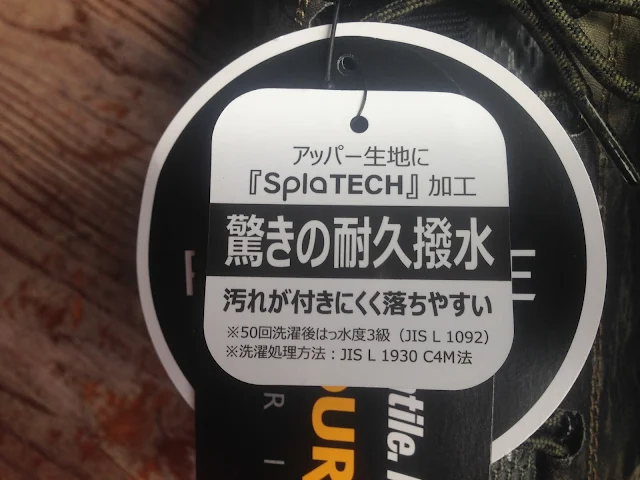 アッパー生地に
『SplaTECH』加工
驚きの耐久撥水
汚れが付きにくく落ちやすい
※50回洗濯後はっ水度3級（JIS L 1092）
※洗濯処理方法：JIS L 1930 C4M法